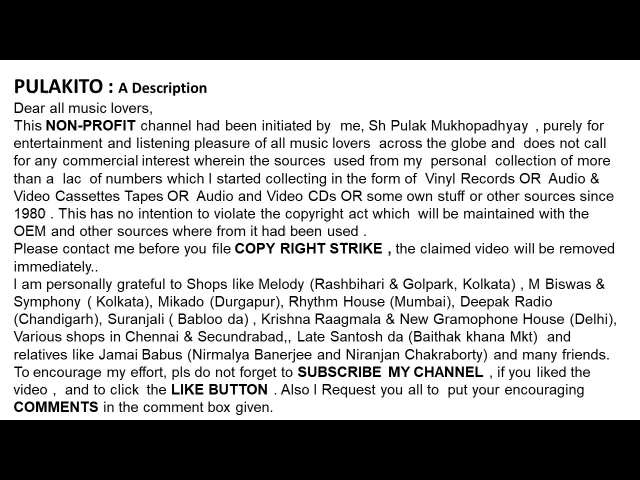 PULAKITO : A Description
Dear all music lovers,
This NON-PROFIT channel had been initiated by me, Sh Pulak Mukhopadhyay , purely for
entertainment and listening pleasure of all music lovers across the globe and does not call
for any commercial interest wherein the sources used from my personal collection of more
than a lac of numbers which I started collecting in the form of Vinyl Records OR Audio &
Video Cassettes Tapes OR Audio and Video CDs OR some own stuff or other sources since
1980 . This has no intention to violate the copyright act which will be maintained with the
OEM and other sources where from it had been used .
Please contact me before you file COPY RIGHT STRIKE , the claimed video will be removed
immediately..
I am personally grateful to Shops like Melody (Rashbihari & Golpark, Kolkata) , M Biswas &
Symphony ( Kolkata), Mikado (Durgapur), Rhythm House (Mumbai), Deepak Radio
(Chandigarh), Suranjali ( Babloo da) , Krishna Raagmala & New Gramophone House (Delhi),
Various shops in Chennai & Secundrabad,, Late Santosh da (Baithak khana Mkt) and
relatives like Jamai Babus (Nirmalya Banerjee and Niranjan Chakraborty) and many friends.
To encourage my effort, pls do not forget to SUBSCRIBE MY CHANNEL , if you liked the
video , and to click the LIKE BUTTON . Also I Request you all to put your encouraging
COMMENTS in the comment box given.